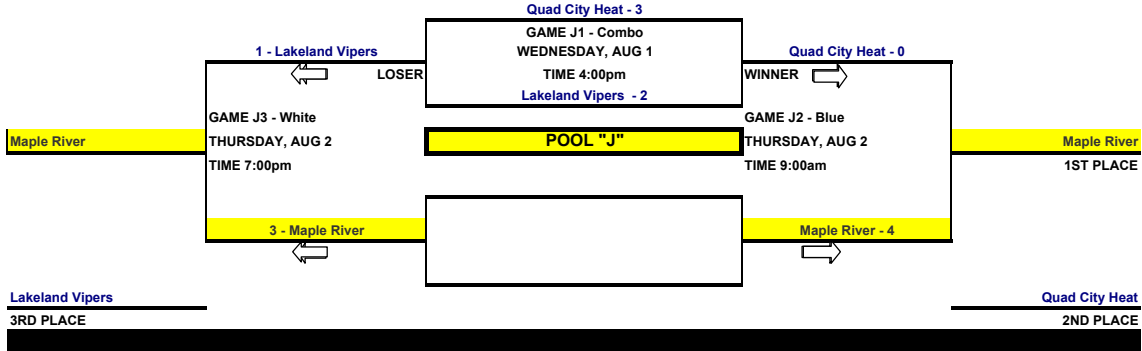 Quad City Heat - 3
GAME J1 - Combo
1 - Lakeland Vipers
WEDNESDAY, AUG 1
Quad City Heat - 0
LOSER
TIME 4:00pm
WINNER
Lakeland Vipers - 2
GAME J3 - White
GAME J2 - Blue
Maple River
THURSDAY, AUG 2
POOL "J"
THURSDAY, AUG 2
Maple River
TIME 7:00pm
TIME 9:00am
1ST PLACE
3 - Maple River
Maple River - 4
Lakeland Vipers
Quad City Heat
3RD PLACE
2ND PLACE